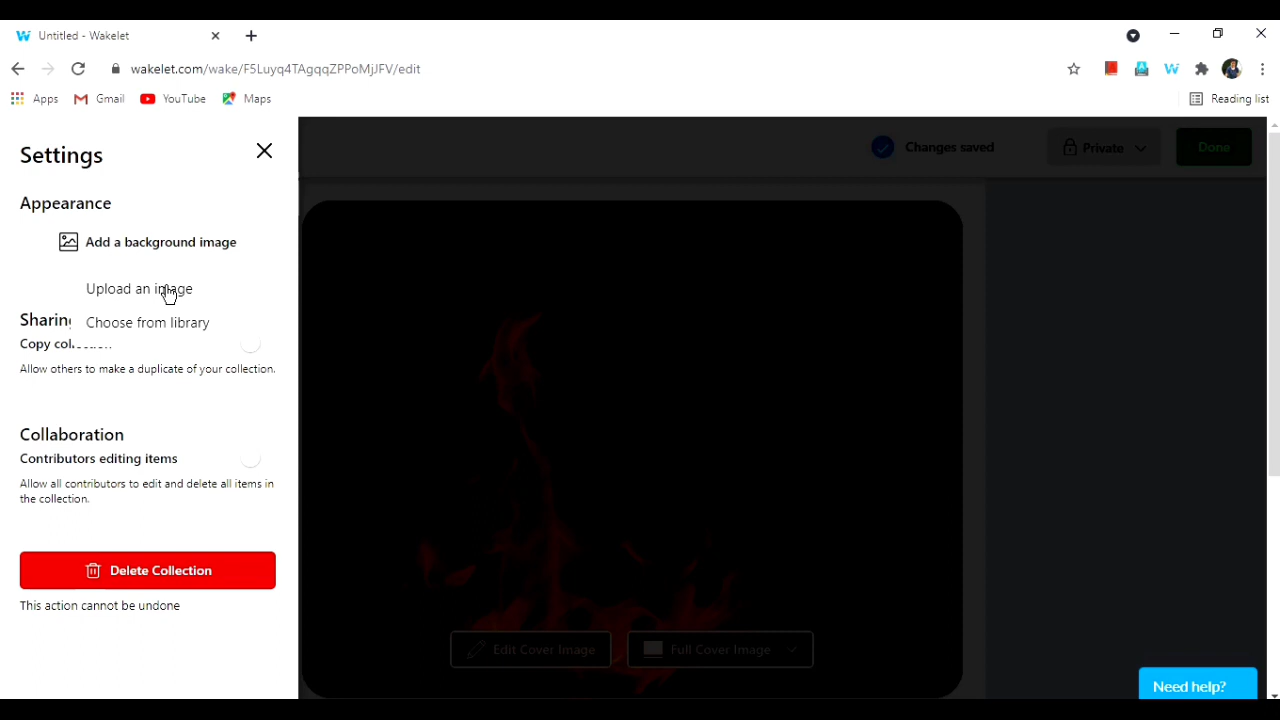 Untitled - Wakelet
wakelet.com/wake/F5Luyq4TAgqqZPPoMjJFV/edit
Apps Gmail YouTube Maps Reading list
Settings
Changes saved Private Done
Appearance
Add a background image
Upload an image
Choose from library
Sharing
Copy collection
Allow others to make a duplicate of your collection.
Collaboration
Contributors editing items
Allow all contributors to edit and delete all items in
the collection.
Delete Collection
This action cannot be undone
Edit Cover Image Full Cover Image
Need help?